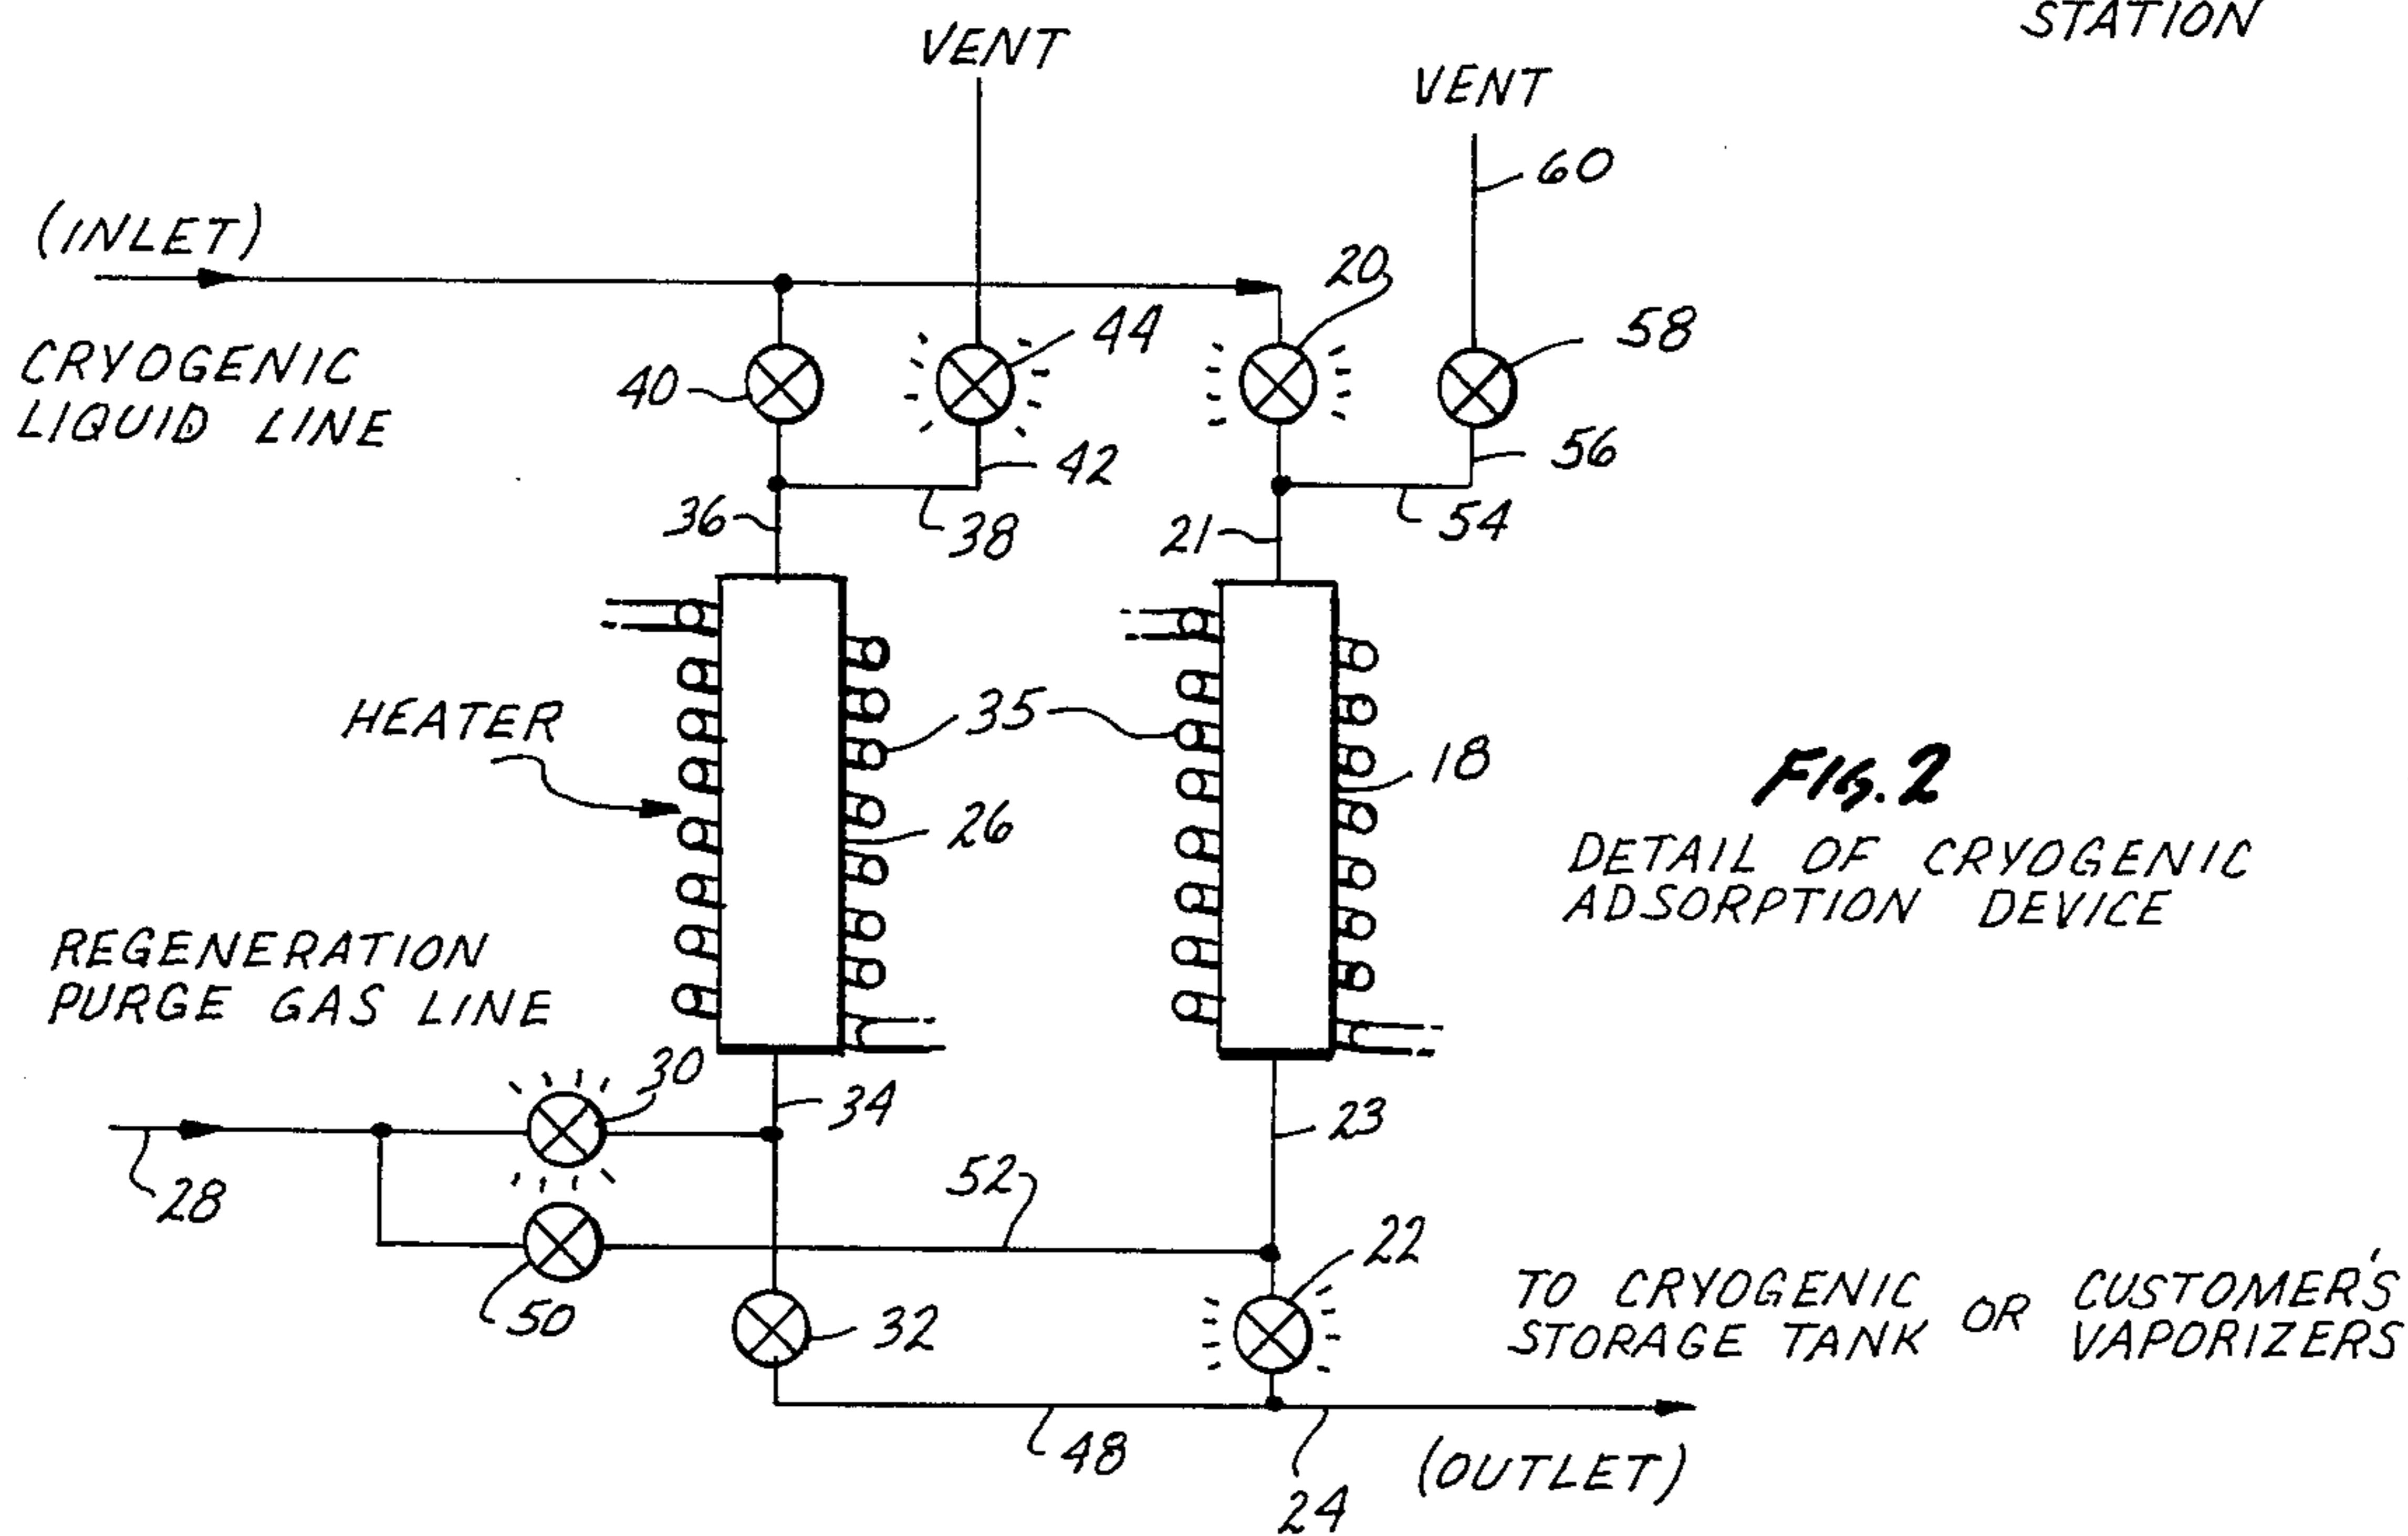 STATION
VENT
VENT
60
(INLET)
20
44
58
CRYOGENIC
LIQUID LINE
40
42
56
36
38
21
54
HEATER
35
18
26
FIG. 2
DETAIL OF CRYOGENIC
ADSORPTION DEVICE
REGENERATION
PURGE GAS LINE
30
34
23
28
52
22
50
32
TO CRYOGENIC
STORAGE TANK
OR
CUSTOMER'S
VAPORIZERS
48
24
(OUTLET)